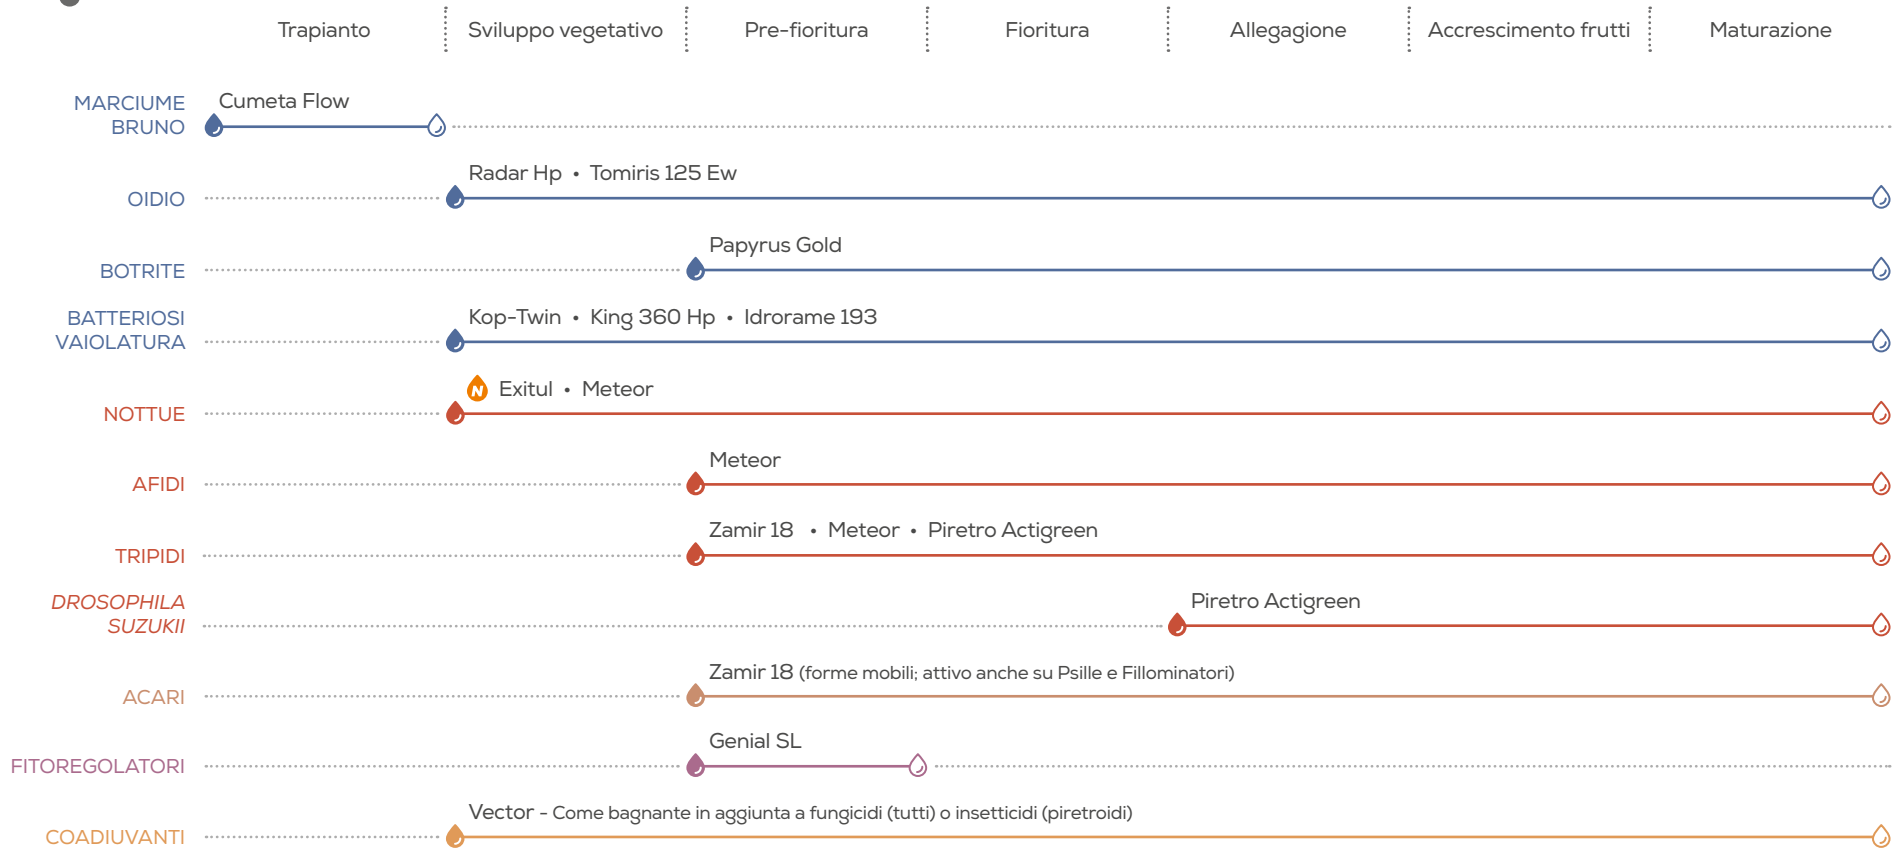 Trapianto Sviluppo vegetativo Pre-fioritura Fioritura Allegagione Accrescimento frutti Maturazione
MARCIUME
BRUNO
Cumeta Flow
OIDIO
Radar Hp • Tomiris 125 Ew
BOTRITE
Papyrus Gold
BATTERIOSI
VAIOLATURA
Kop-Twin • King 360 Hp • Idrorame 193
NOTTUE
N Exitul • Meteor
AFIDI
Meteor
TRIPIDI
Zamir 18 • Meteor • Piretro Actigreen
DROSOPHILA
SUZUKII
Piretro Actigreen
ACARI
Zamir 18 (forme mobili; attivo anche su Psille e Fillominatori)
FITOREGOLATORI
Genial SL
COADIUVANTI
Vector - Come bagnante in aggiunta a fungicidi (tutti) o insetticidi (piretroidi)